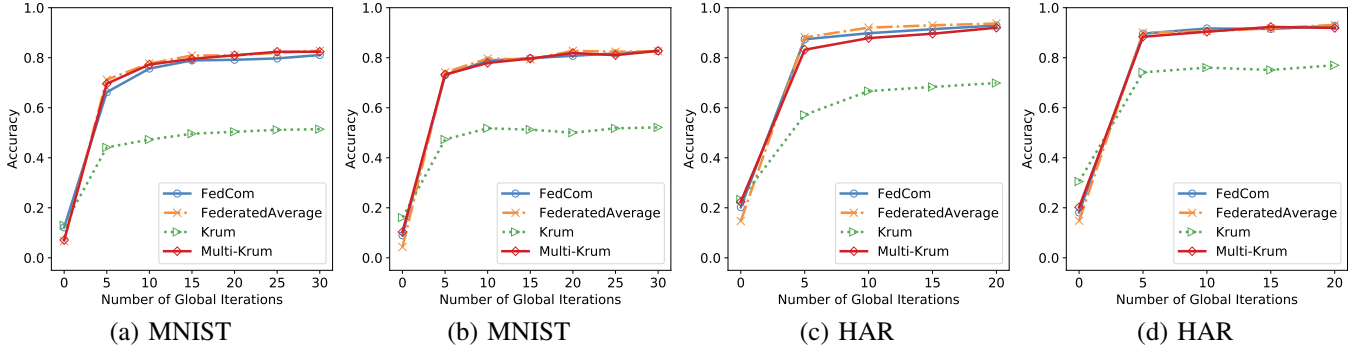 1.0
0.8
0.6
0.4
0.2
0.0
Accuracy
FedCom
FederatedAverage
Krum
Multi-Krum
0 5 10 15 20 25 30
Number of Global Iterations
(a) MNIST
1.0
0.8
0.6
0.4
0.2
0.0
Accuracy
FedCom
FederatedAverage
Krum
Multi-Krum
0 5 10 15 20 25 30
Number of Global Iterations
(b) MNIST
1.0
0.8
0.6
0.4
0.2
0.0
Accuracy
FedCom
FederatedAverage
Krum
Multi-Krum
0 5 10 15 20
Number of Global Iterations
(c) HAR
1.0
0.8
0.6
0.4
0.2
0.0
Accuracy
FedCom
FederatedAverage
Krum
Multi-Krum
0 5 10 15 20
Number of Global Iterations
(d) HAR